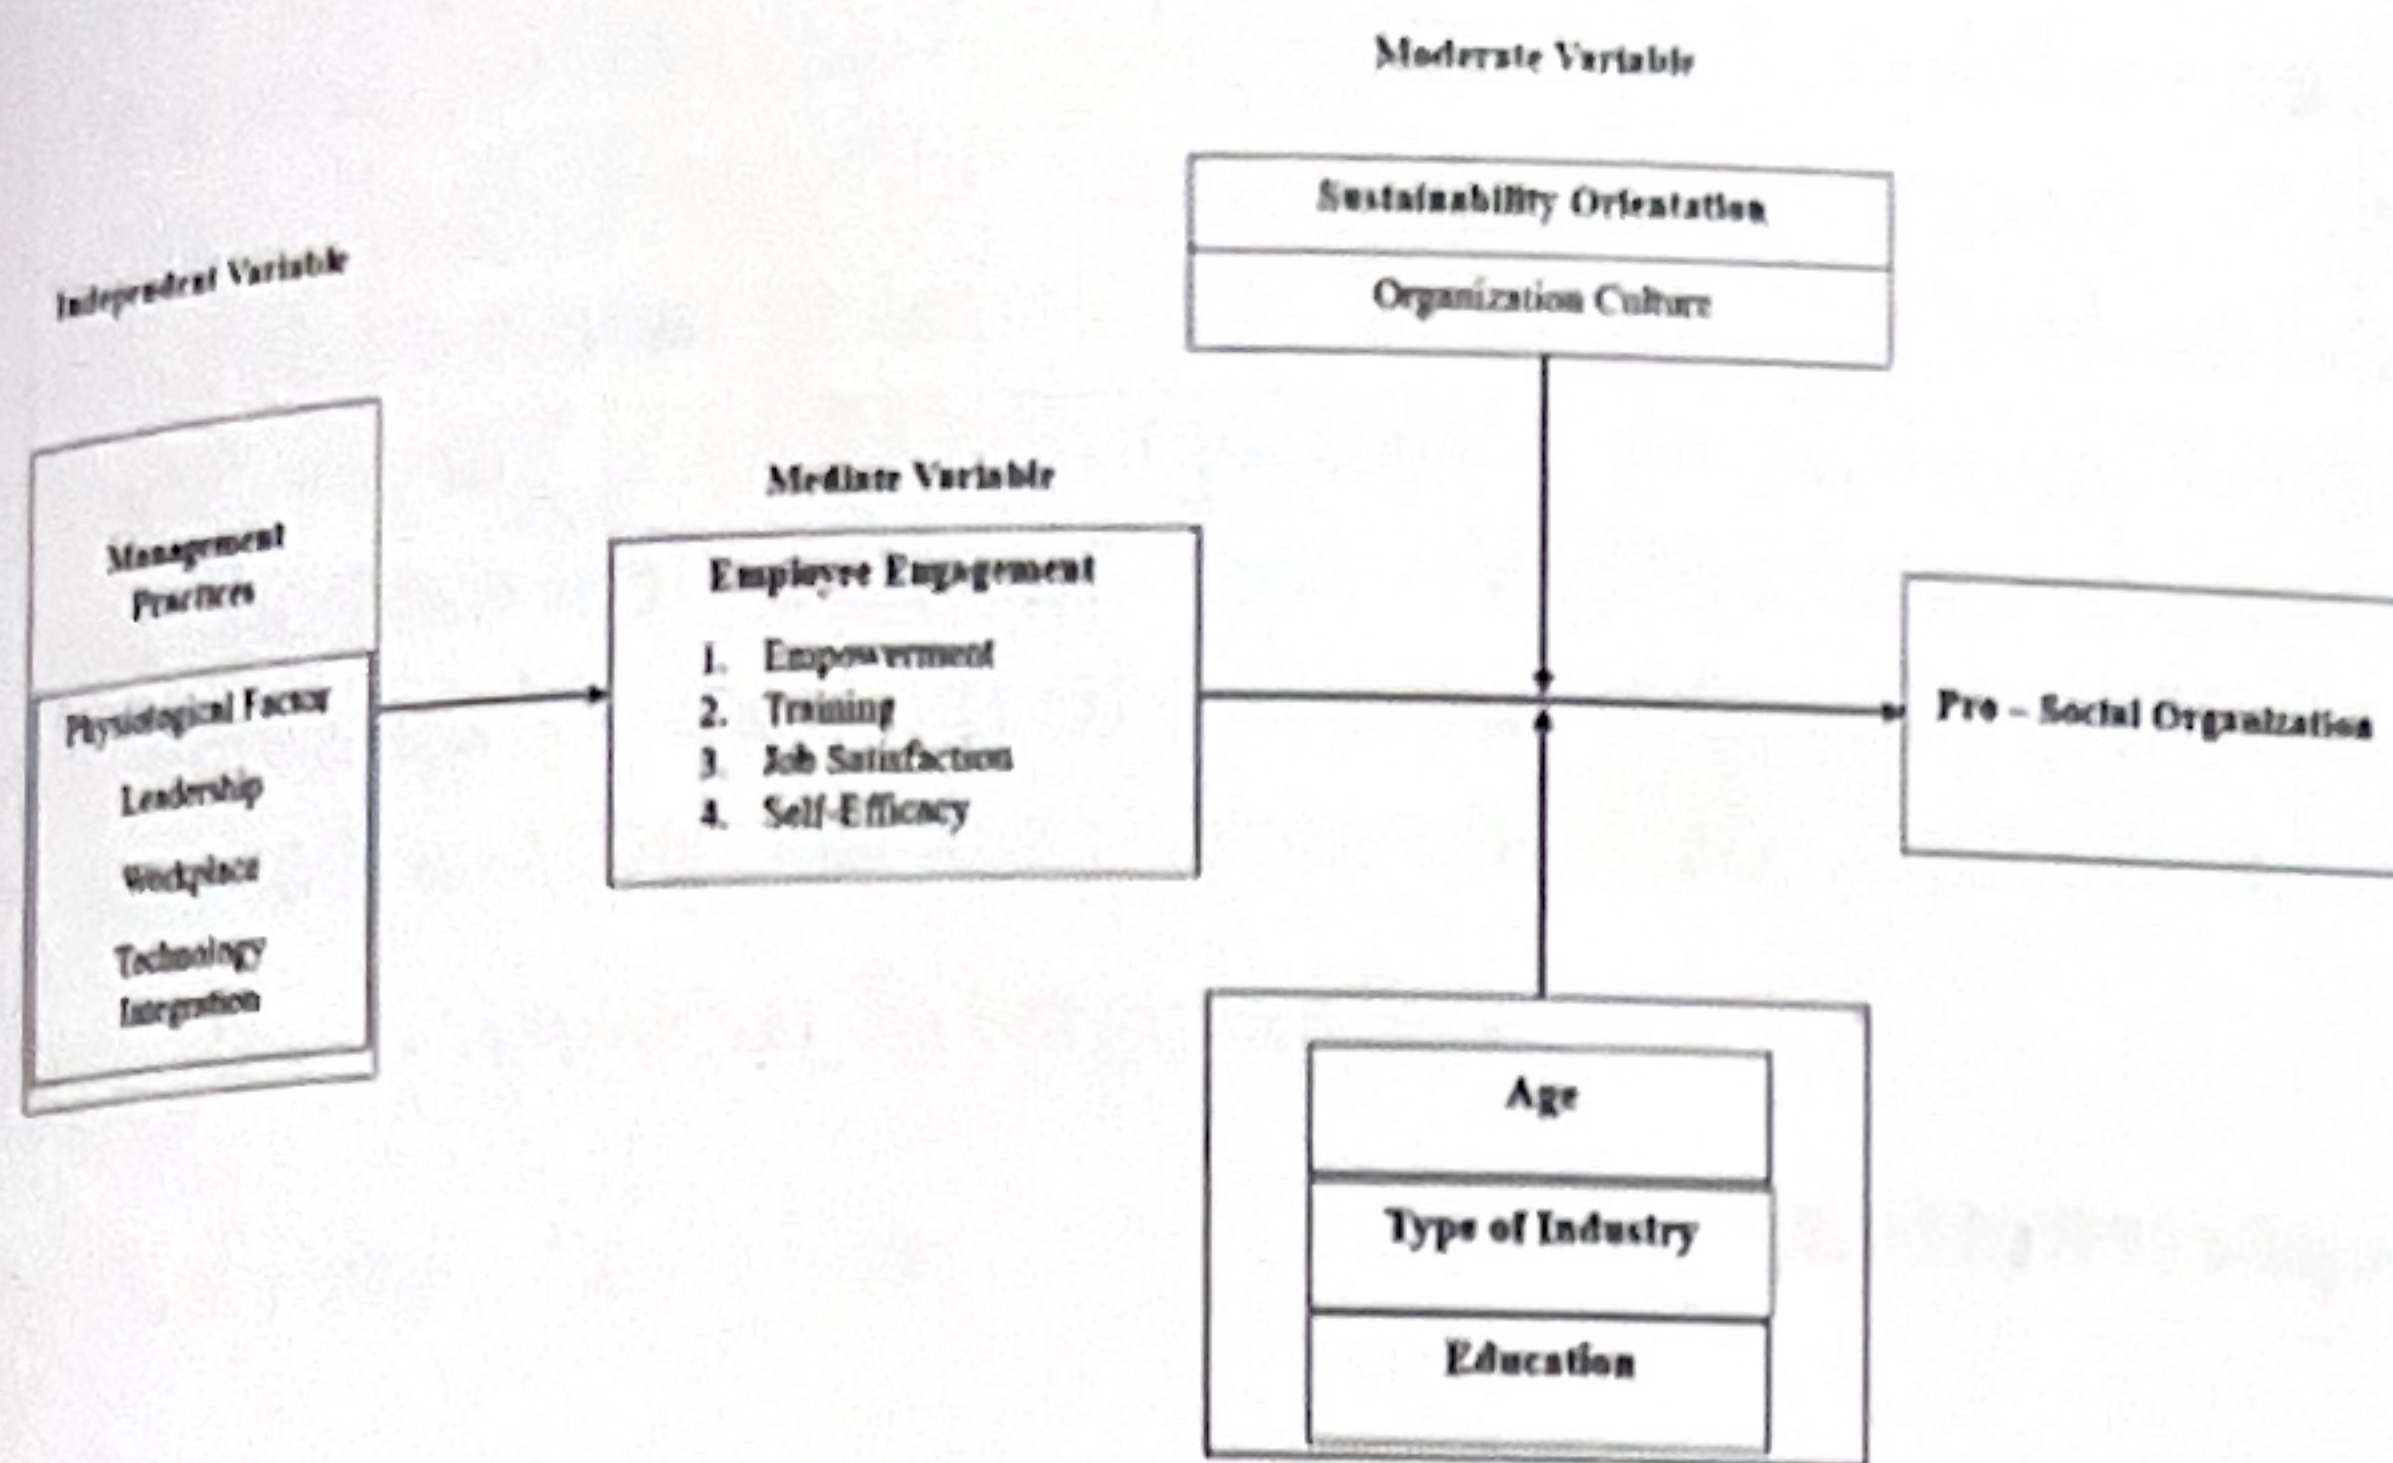 Moderate Variable
Sustainability Orientation
Organization Culture
Independent Variable
Management
Practices
Physiological Factor
Leadership
Workplace
Technology
Integration
Mediate Variable
Employee Engagement
1. Empowerment
2. Training
3. Job Satisfaction
4. Self-Efficacy
Pro – Social Organization
Age
Type of Industry
Education